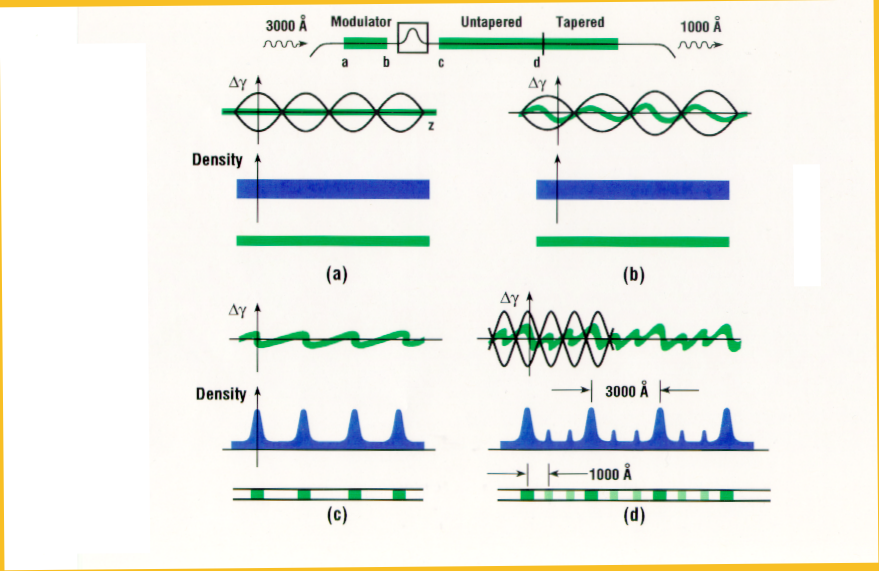 3000 Å Modulator Untapered Tapered 1000 Å
a b c d
Δγ Δγ
z
Density
(a) (b)
Δγ Δγ
Density 3000 Å
1000 Å
(c) (d)